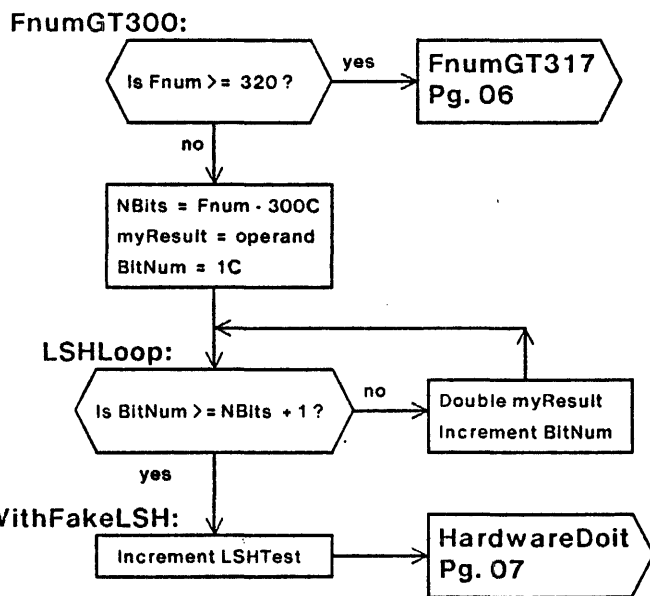 FnumGT300:
Is Fnum >= 320 ?
yes
FnumGT317
Pg. 06
no
NBits = Fnum - 300C
myResult = operand
BitNum = 1C
LSHLoop:
Is BitNum >= NBits + 1 ?
no
Double myResult
Increment BitNum
yes
WithFakeLSH:
Increment LSHTest
HardwareDoit
Pg. 07